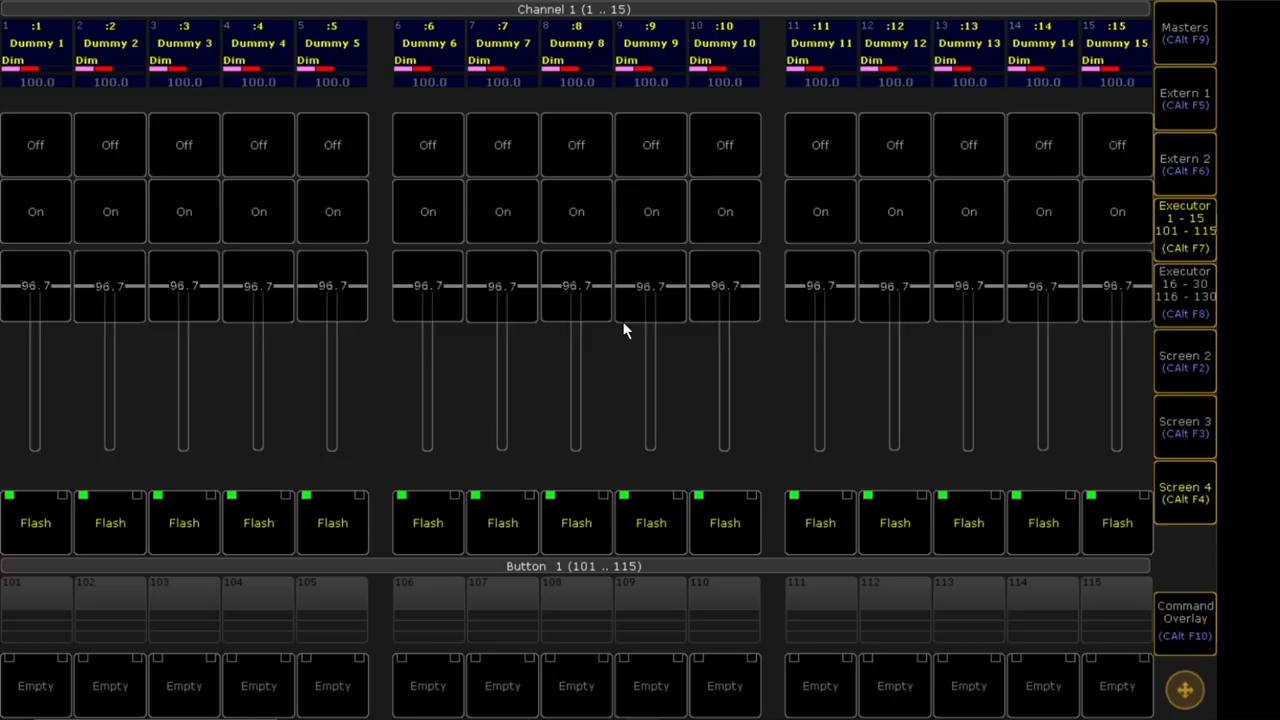 Channel 1 (1 .. 15)
1 :1 2 :2 3 :3 4 :4 5 :5 6 :6 7 :7 8 :8 9 :9 10 :10 11 :11 12 :12 13 :13 14 :14 15 :15
Dummy 1 Dummy 2 Dummy 3 Dummy 4 Dummy 5 Dummy 6 Dummy 7 Dummy 8 Dummy 9 Dummy 10 Dummy 11 Dummy 12 Dummy 13 Dummy 14 Dummy 15
Dim Dim Dim Dim Dim Dim Dim Dim Dim Dim Dim Dim Dim Dim Dim
100.0 100.0 100.0 100.0 100.0 100.0 100.0 100.0 100.0 100.0 100.0 100.0 100.0 100.0 100.0
Off Off Off Off Off Off Off Off Off Off Off Off Off Off Off
On On On On On On On On On On On On On On On
96.7 96.7 96.7 96.7 96.7 96.7 96.7 96.7 96.7 96.7 96.7 96.7 96.7 96.7 96.7
Flash Flash Flash Flash Flash Flash Flash Flash Flash Flash Flash Flash Flash Flash Flash
Button 1 (101 .. 115)
101 102 103 104 105 106 107 108 109 110 111 112 113 114 115
Empty Empty Empty Empty Empty Empty Empty Empty Empty Empty Empty Empty Empty Empty Empty
Masters
(CAlt F9)
Extern 1
(CAlt F5)
Extern 2
(CAlt F6)
Executor
1 - 15
101 - 115
(CAlt F7)
Executor
16 - 30
116 - 130
(CAlt F8)
Screen 2
(CAlt F2)
Screen 3
(CAlt F3)
Screen 4
(CAlt F4)
Command
Overlay
(CAlt F10)